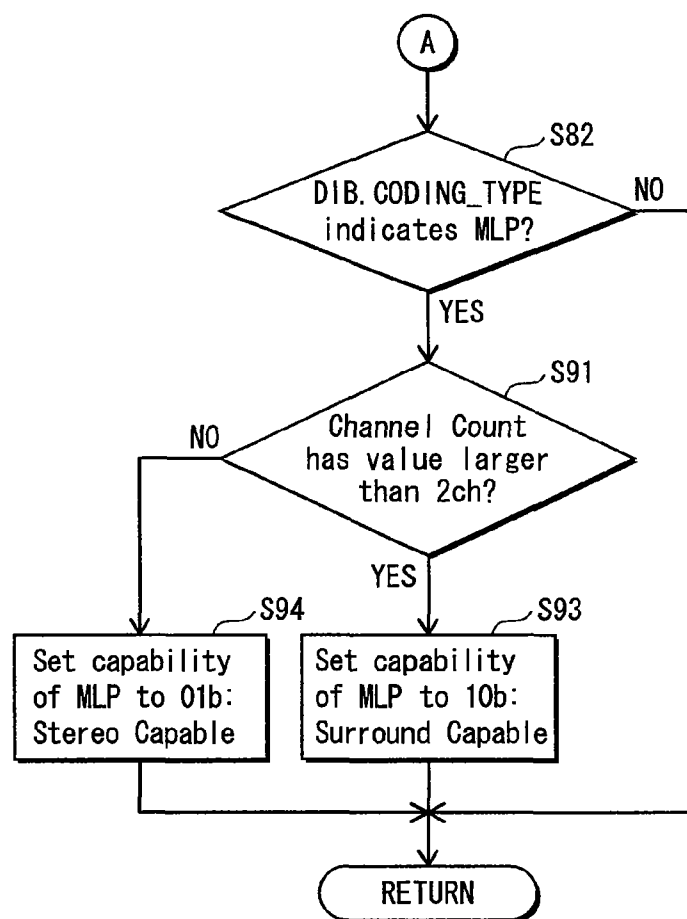 A
S82
DIB.CODING_TYPE
indicates MLP?
NO
YES
S91
Channel Count
has value larger
than 2ch?
NO
YES
S94
Set capability
of MLP to 01b:
Stereo Capable
S93
Set capability
of MLP to 10b:
Surround Capable
RETURN